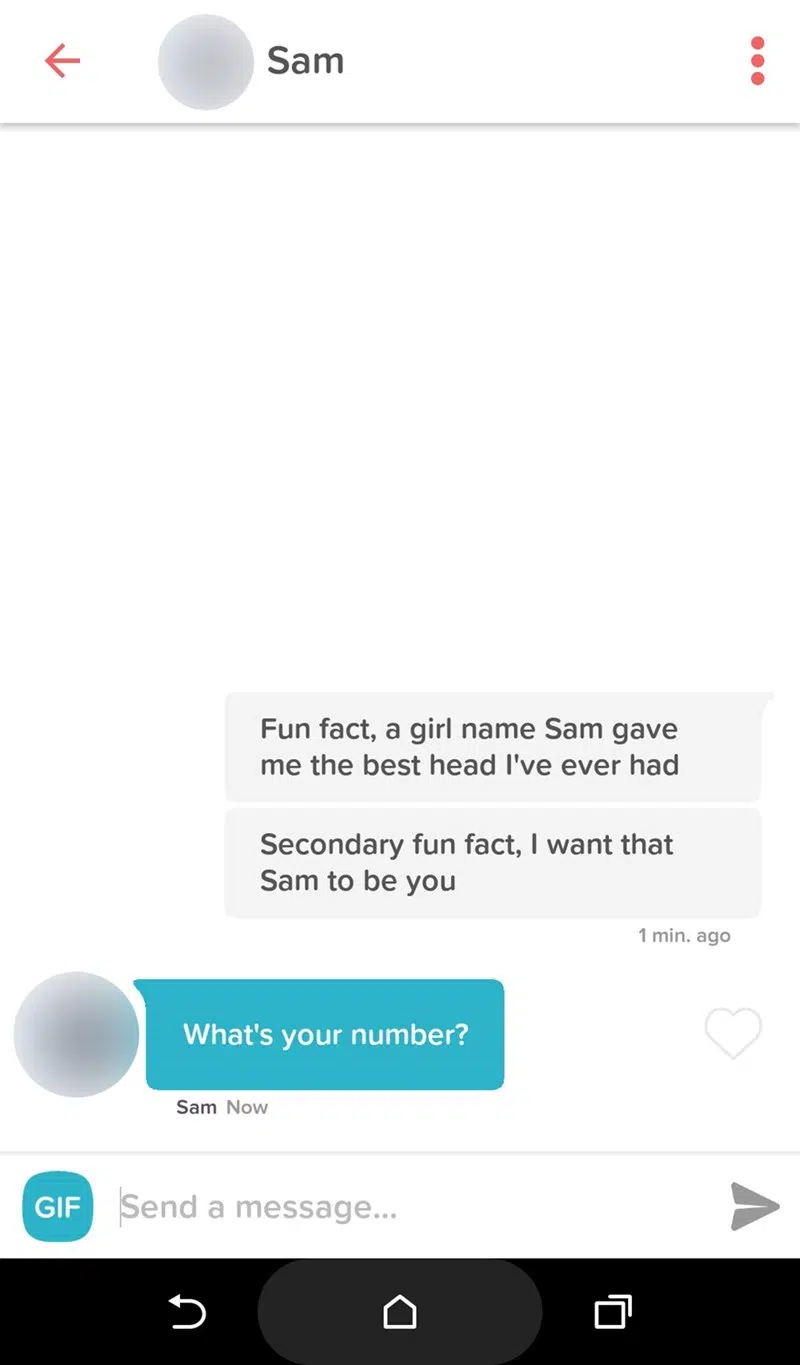 Sam
Fun fact, a girl name Sam gave
me the best head I've ever had
Secondary fun fact, I want that
Sam to be you
1 min. ago
What's your number?
Sam Now
GIF
Send a message...